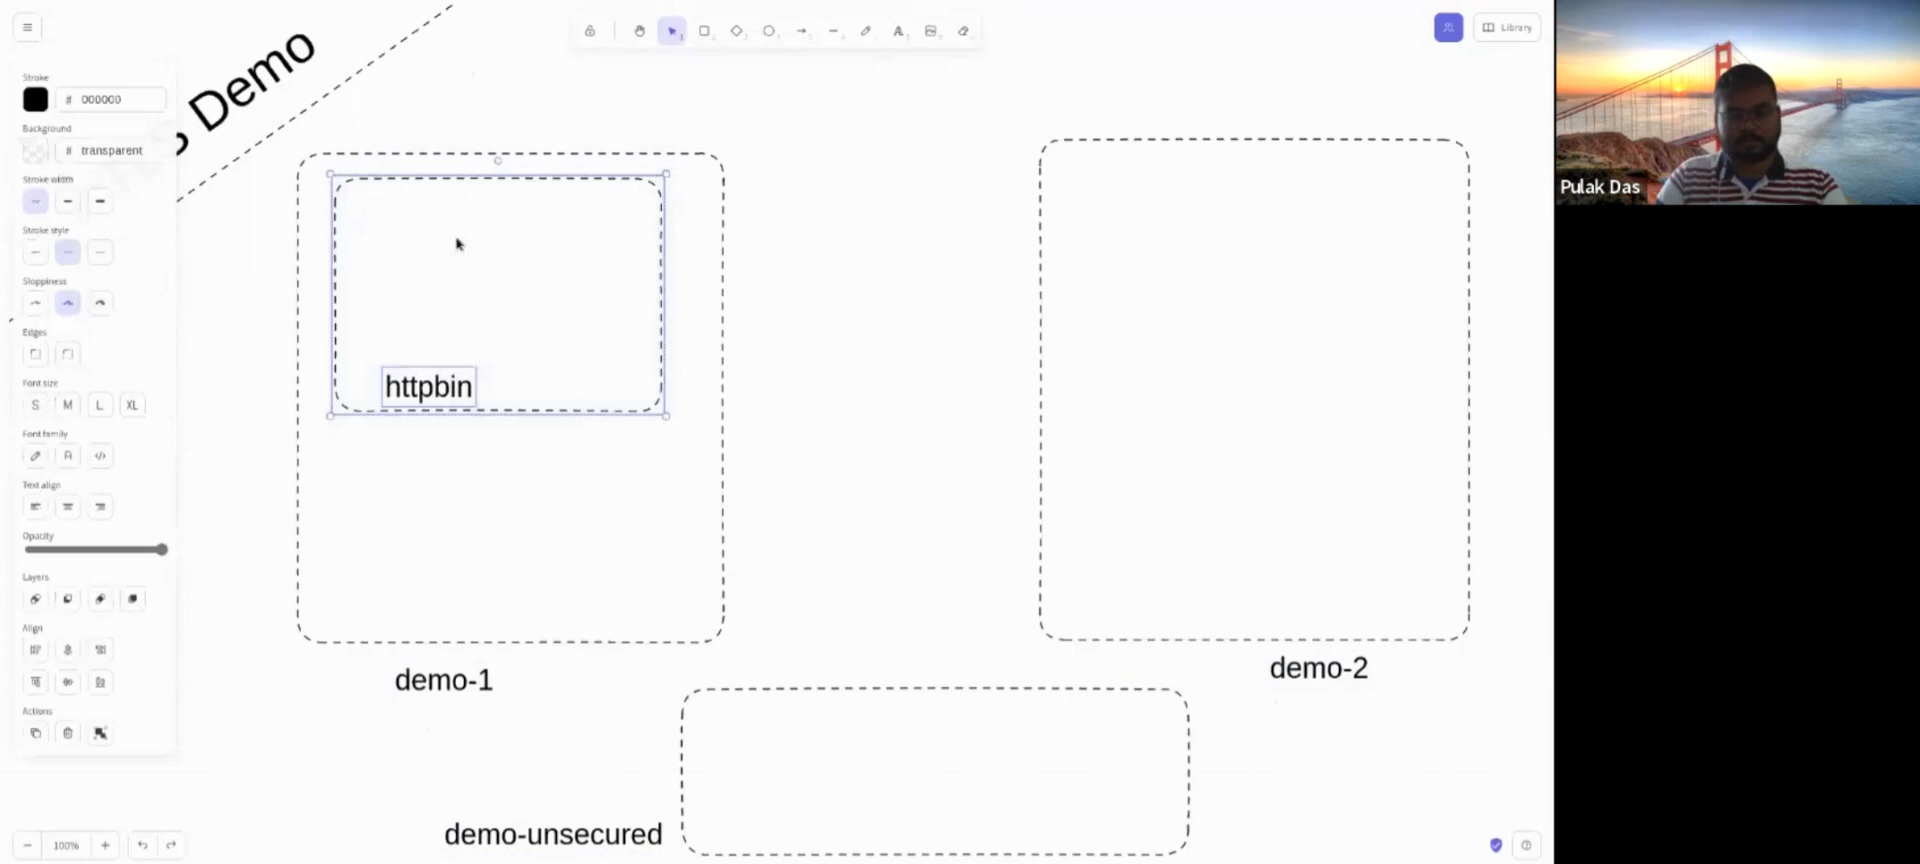 Library
Demo
Stroke
# 000000
Background
# transparent
Stroke width
Stroke style
Sloppiness
Edges
Font size
S M L XL
Font family
A </>
Text align
Opacity
Layers
Align
Actions
100%
httpbin
demo-1
demo-2
demo-unsecured
Pulak Das